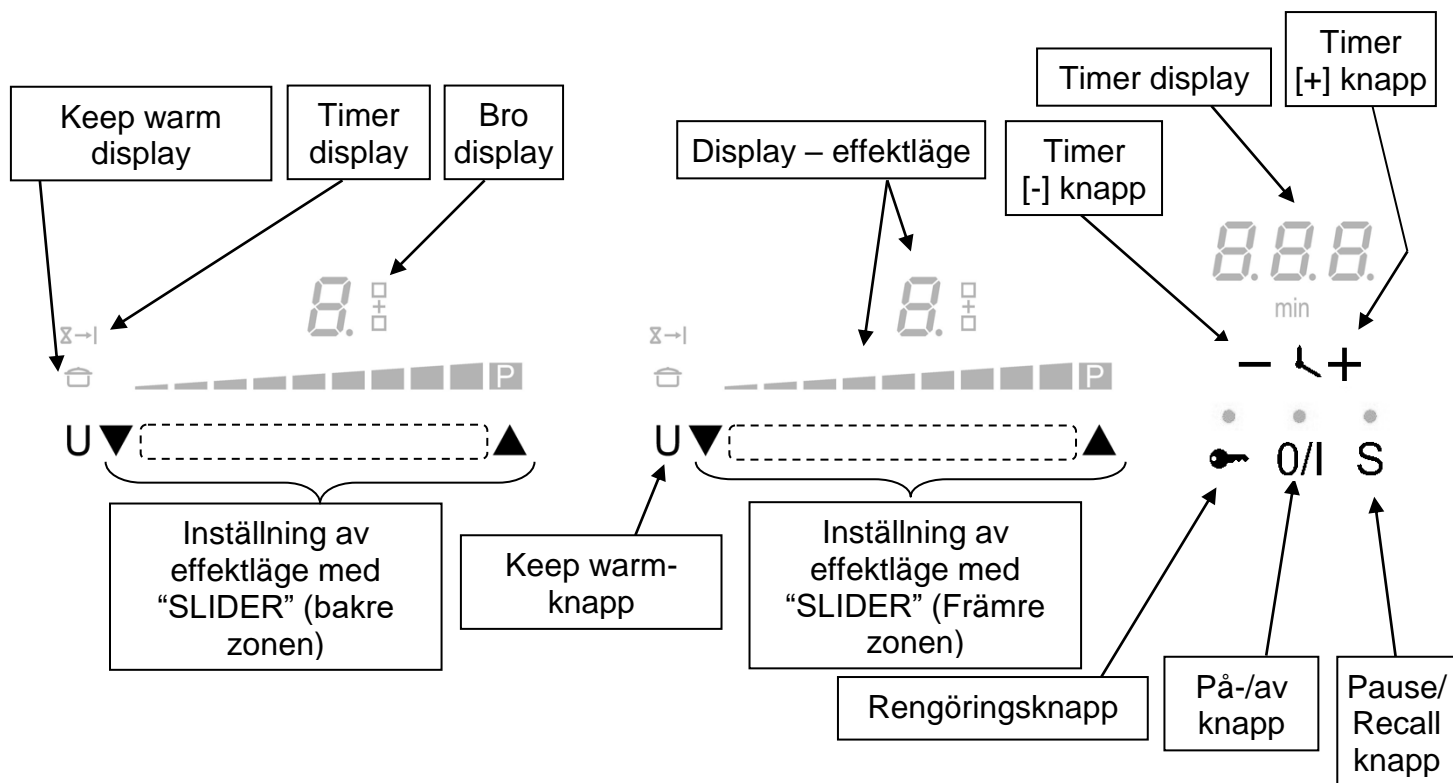 Timer
[+] knapp
Timer display
Keep warm
display
Timer
display
Bro
display
Display – effektläge
Timer
[-] knapp
8.8.8.
min
8.
8.
P
P
U
U
0/I
S
Inställning av
effektläge med
“SLIDER” (bakre
zonen)
Keep warm-
knapp
Inställning av
effektläge med
“SLIDER” (Främre
zonen)
Rengöringsknapp
På-/av
knapp
Pause/
Recall
knapp